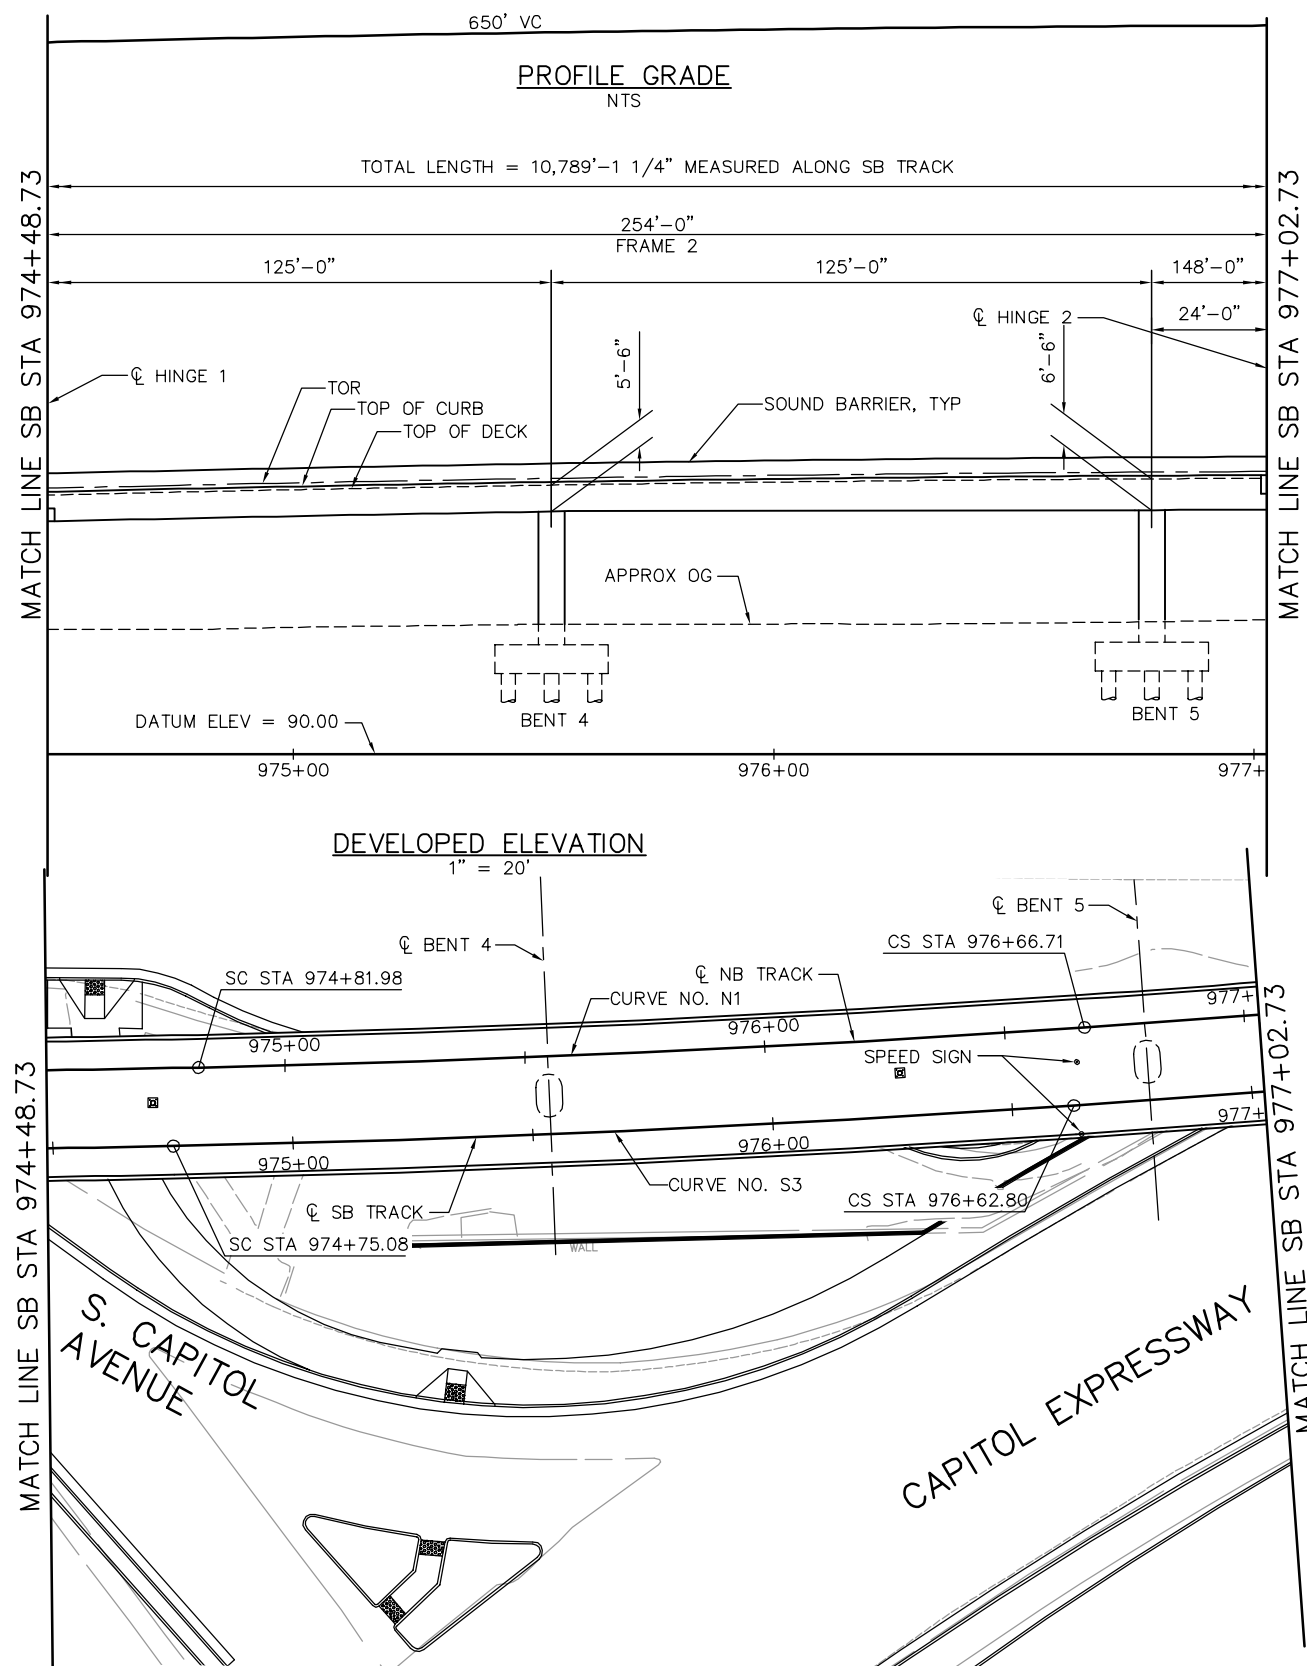 650' VC
PROFILE GRADE
NTS
TOTAL LENGTH = 10,789'-1 1/4" MEASURED ALONG SB TRACK
254'-0"
FRAME 2
125'-0"
125'-0"
148'-0"
24'-0"
MATCH LINE SB STA 974+48.73
MATCH LINE SB STA 977+02.73
℄ HINGE 1
TOR
TOP OF CURB
TOP OF DECK
5'-6"
SOUND BARRIER, TYP
℄ HINGE 2
6'-6"
APPROX OG
BENT 4
BENT 5
DATUM ELEV = 90.00
975+00
976+00
977+
DEVELOPED ELEVATION
1" = 20'
℄ BENT 4
℄ BENT 5
SC STA 974+81.98
℄ NB TRACK
CS STA 976+66.71
CURVE NO. N1
975+00
976+00
977+
SPEED SIGN
975+00
976+00
977+
℄ SB TRACK
CURVE NO. S3
SC STA 974+75.08
CS STA 976+62.80
WALL
MATCH LINE SB STA 974+48.73
MATCH LINE SB STA 977+02.73
S. CAPITOL
AVENUE
CAPITOL EXPRESSWAY